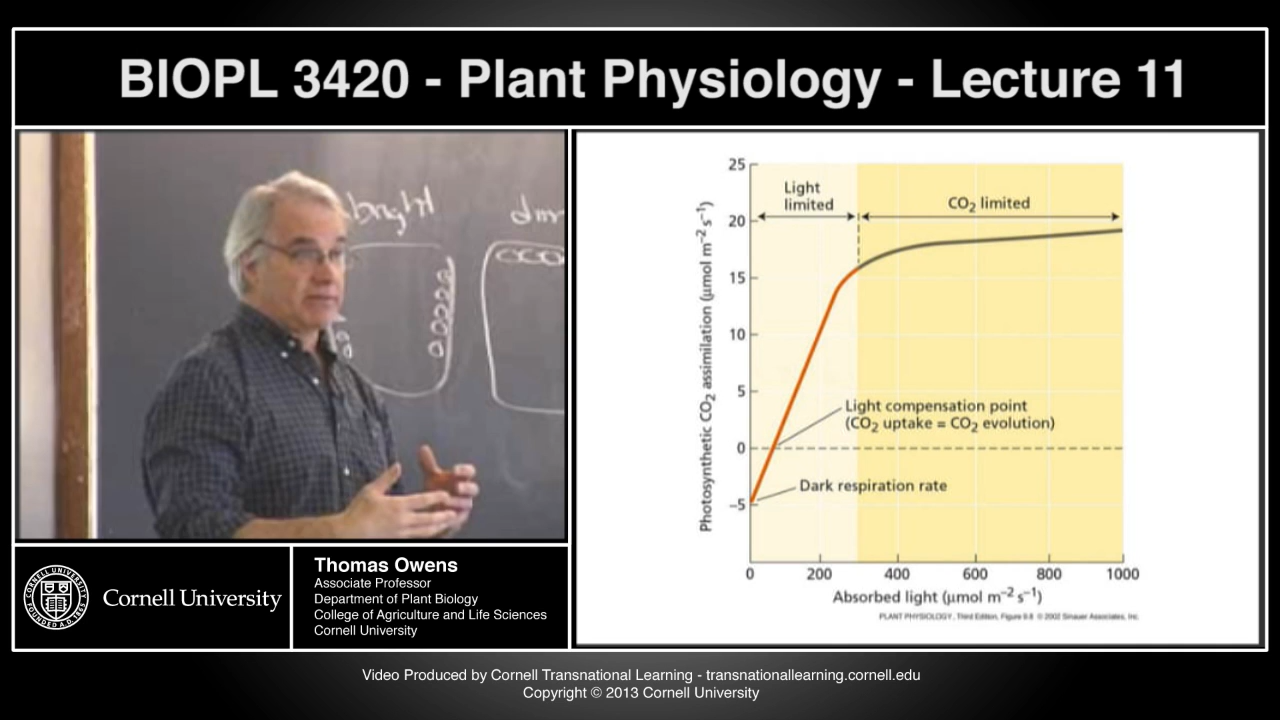 BIOPL 3420 - Plant Physiology - Lecture 11
bright
Photosynthetic CO₂ assimilation (μmol m⁻² s⁻¹)
25
20
15
10
5
0
–5
Light
limited
CO₂ limited
Light compensation point
(CO₂ uptake = CO₂ evolution)
Dark respiration rate
0 200 400 600 800 1000
Absorbed light (μmol m⁻² s⁻¹)
PLANT PHYSIOLOGY, Third Edition, Figure 9.8 © 2002 Sinauer Associates, Inc.
CORNELL UNIVERSITY
FOUNDED A.D.
Cornell University
Thomas Owens
Associate Professor
Department of Plant Biology
College of Agriculture and Life Sciences
Cornell University
Video Produced by Cornell Transnational Learning - transnationallearning.cornell.edu
Copyright © 2013 Cornell University